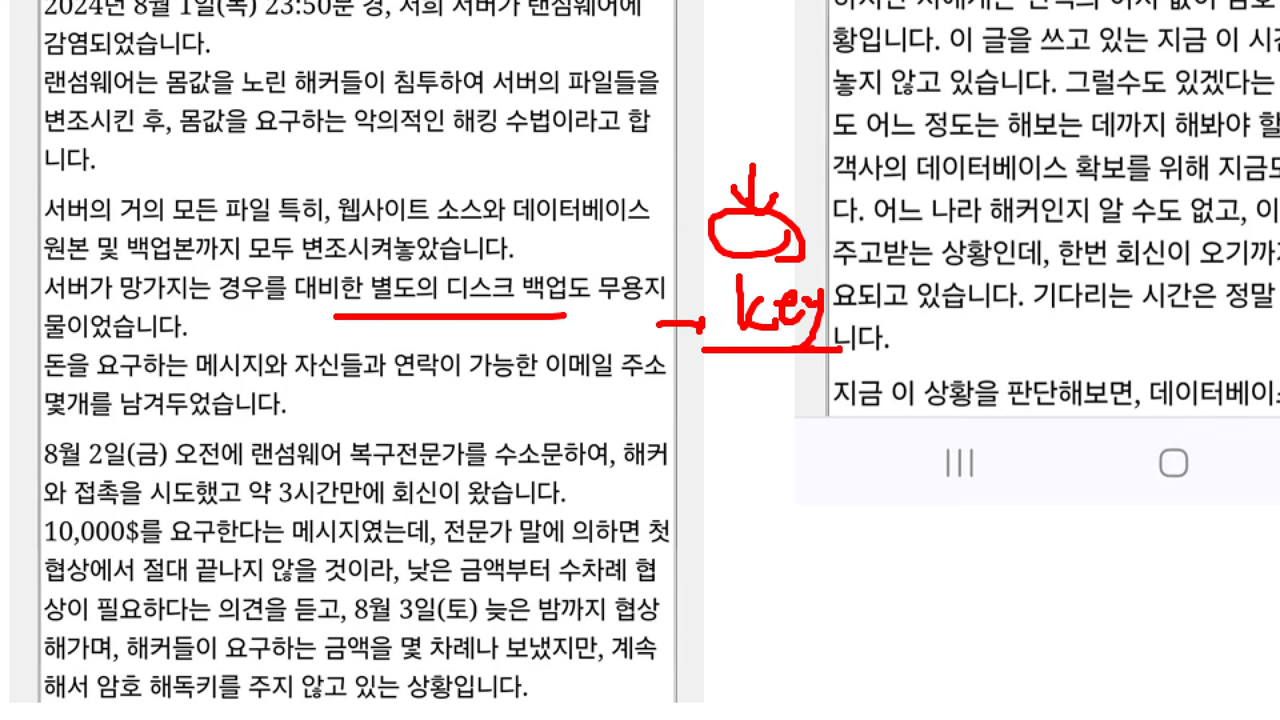 2024년 8월 1일(목) 23:50분 경, 저희 서버가 랜섬웨어에
감염되었습니다.
랜섬웨어는 몸값을 노린 해커들이 침투하여 서버의 파일들을
변조시킨 후, 몸값을 요구하는 악의적인 해킹 수법이라고 합
니다.
서버의 거의 모든 파일 특히, 웹사이트 소스와 데이터베이스
원본 및 백업본까지 모두 변조시켜놓았습니다.
서버가 망가지는 경우를 대비한 별도의 디스크 백업도 무용지
물이었습니다.
돈을 요구하는 메시지와 자신들과 연락이 가능한 이메일 주소
몇개를 남겨두었습니다.
8월 2일(금) 오전에 랜섬웨어 복구전문가를 수소문하여, 해커
와 접촉을 시도했고 약 3시간만에 회신이 왔습니다.
10,000$를 요구한다는 메시지였는데, 전문가 말에 의하면 첫
협상에서 절대 끝나지 않을 것이라, 낮은 금액부터 수차례 협
상이 필요하다는 의견을 듣고, 8월 3일(토) 늦은 밤까지 협상
해가며, 해커들이 요구하는 금액을 몇 차례나 보냈지만, 계속
해서 암호 해독키를 주지 않고 있는 상황입니다.
key
황입니다. 이 글을 쓰고 있는 지금 이 시간
놓지 않고 있습니다. 그럴수도 있겠다는
도 어느 정도는 해보는 데까지 해봐야 할
객사의 데이터베이스 확보를 위해 지금도
다. 어느 나라 해커인지 알 수도 없고, 이
주고받는 상황인데, 한번 회신이 오기까지
요되고 있습니다. 기다리는 시간은 정말
니다.
지금 이 상황을 판단해보면, 데이터베이스